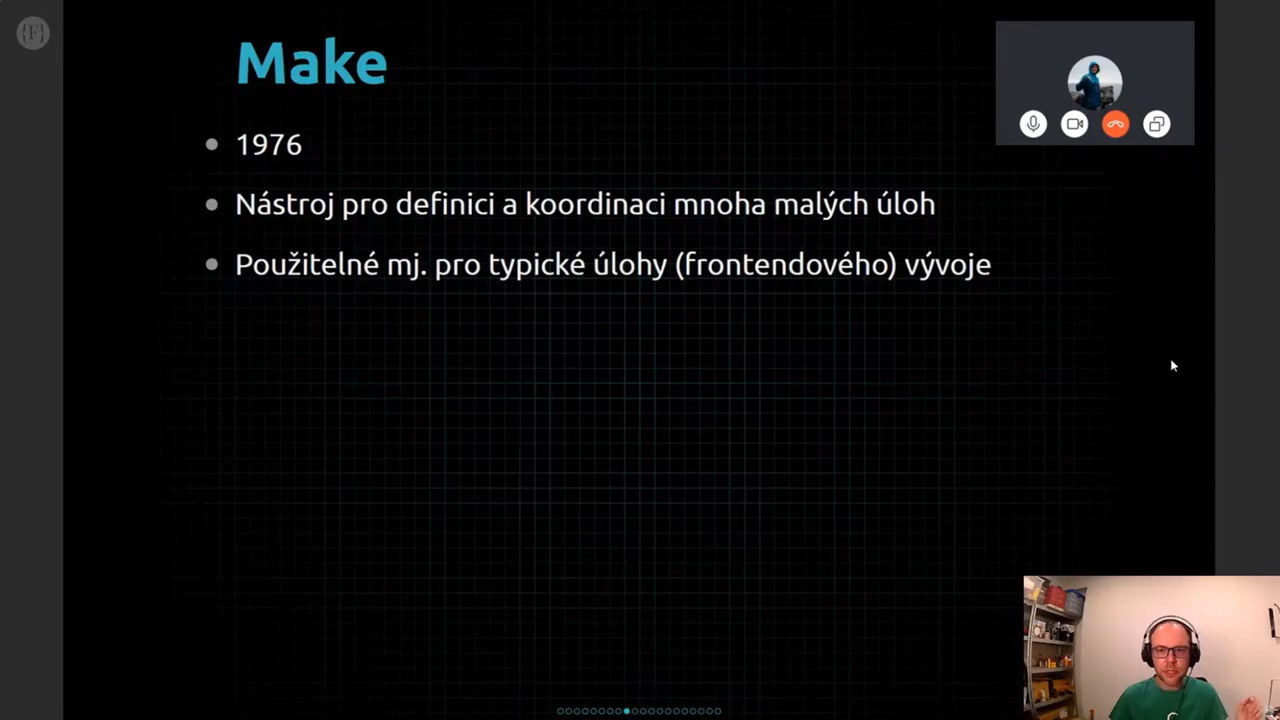 {F}
Make
1976
Nástroj pro definici a koordinaci mnoha malých úloh
Použitelné mj. pro typické úlohy (frontendového) vývoje